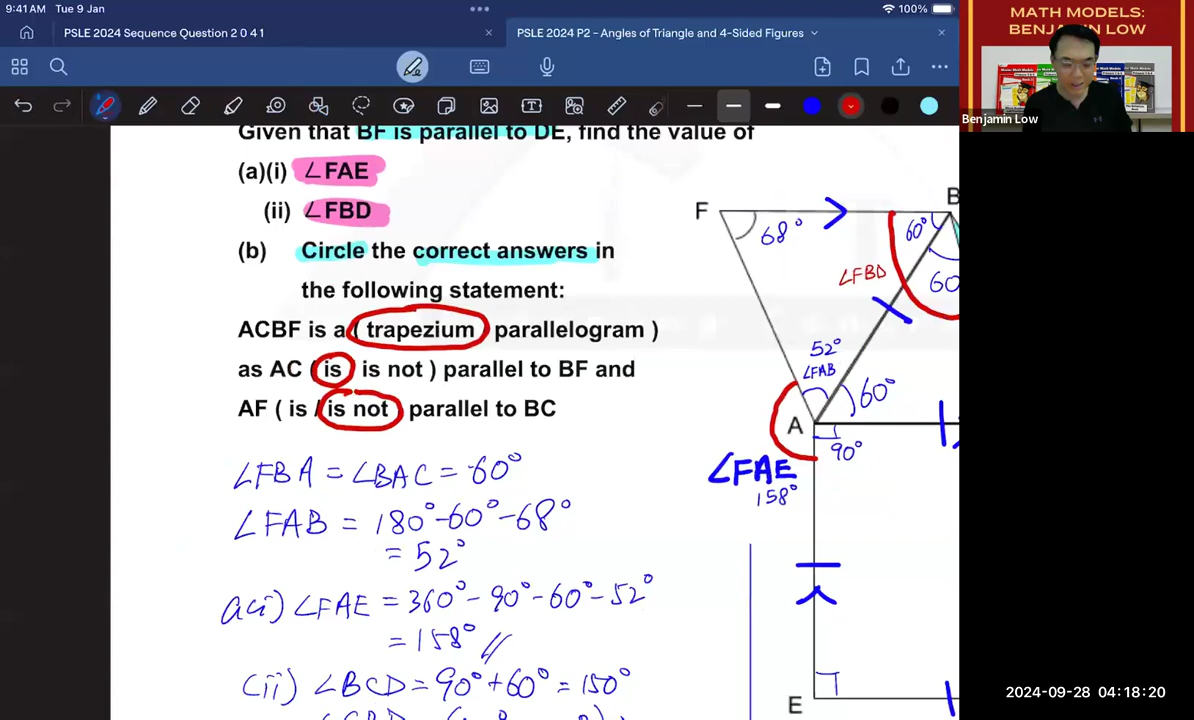 9:41 AM Tue 9 Jan
100%
PSLE 2024 Sequence Question 2 0 4 1
PSLE 2024 P2 - Angles of Triangle and 4-Sided Figures
MATH MODELS:
BENJAMIN LOW
Benjamin Low
Given that BF is parallel to DE, find the value of
(a)(i) ∠FAE
(ii) ∠FBD
(b) Circle the correct answers in
the following statement:
ACBF is a ( trapezium parallelogram )
as AC ( is is not ) parallel to BF and
AF ( is / is not ) parallel to BC
∠FBA = ∠BAC = 60°
∠FAB = 180° - 60° - 68°
= 52°
a(i) ∠FAE = 360° - 90° - 60° - 52°
= 158° //
(ii) ∠BCD = 90° + 60° = 150°
F
B
68°
60°
∠FBD
60
52°
∠FAB
60°
A
90°
∠FAE
158°
E
2024-09-28 04:18:20